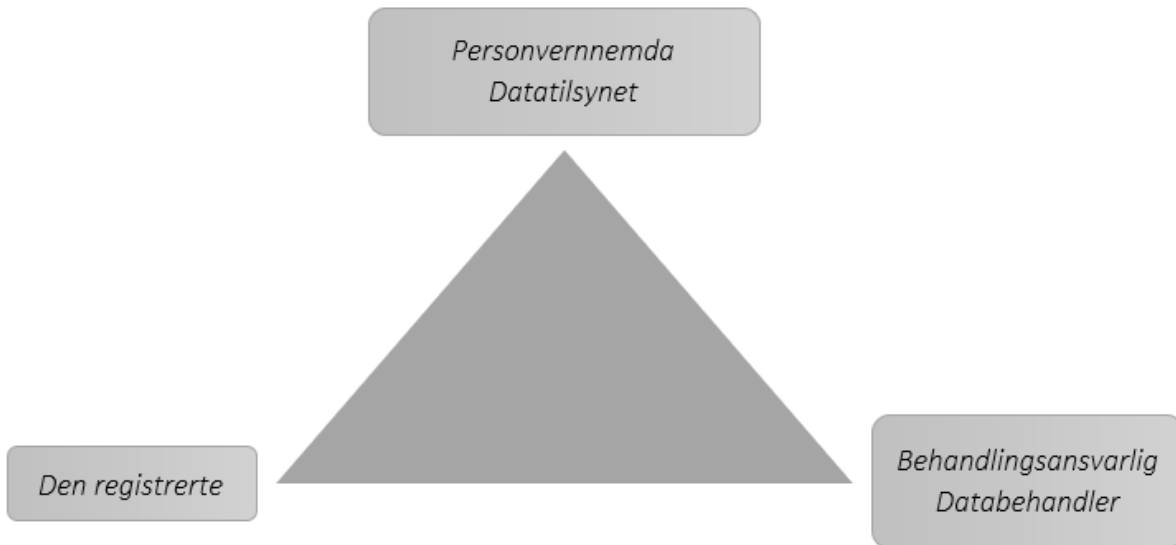 Personvernnemda
Datatilsynet
Den registrerte
Behandlingsansvarlig
Databehandler